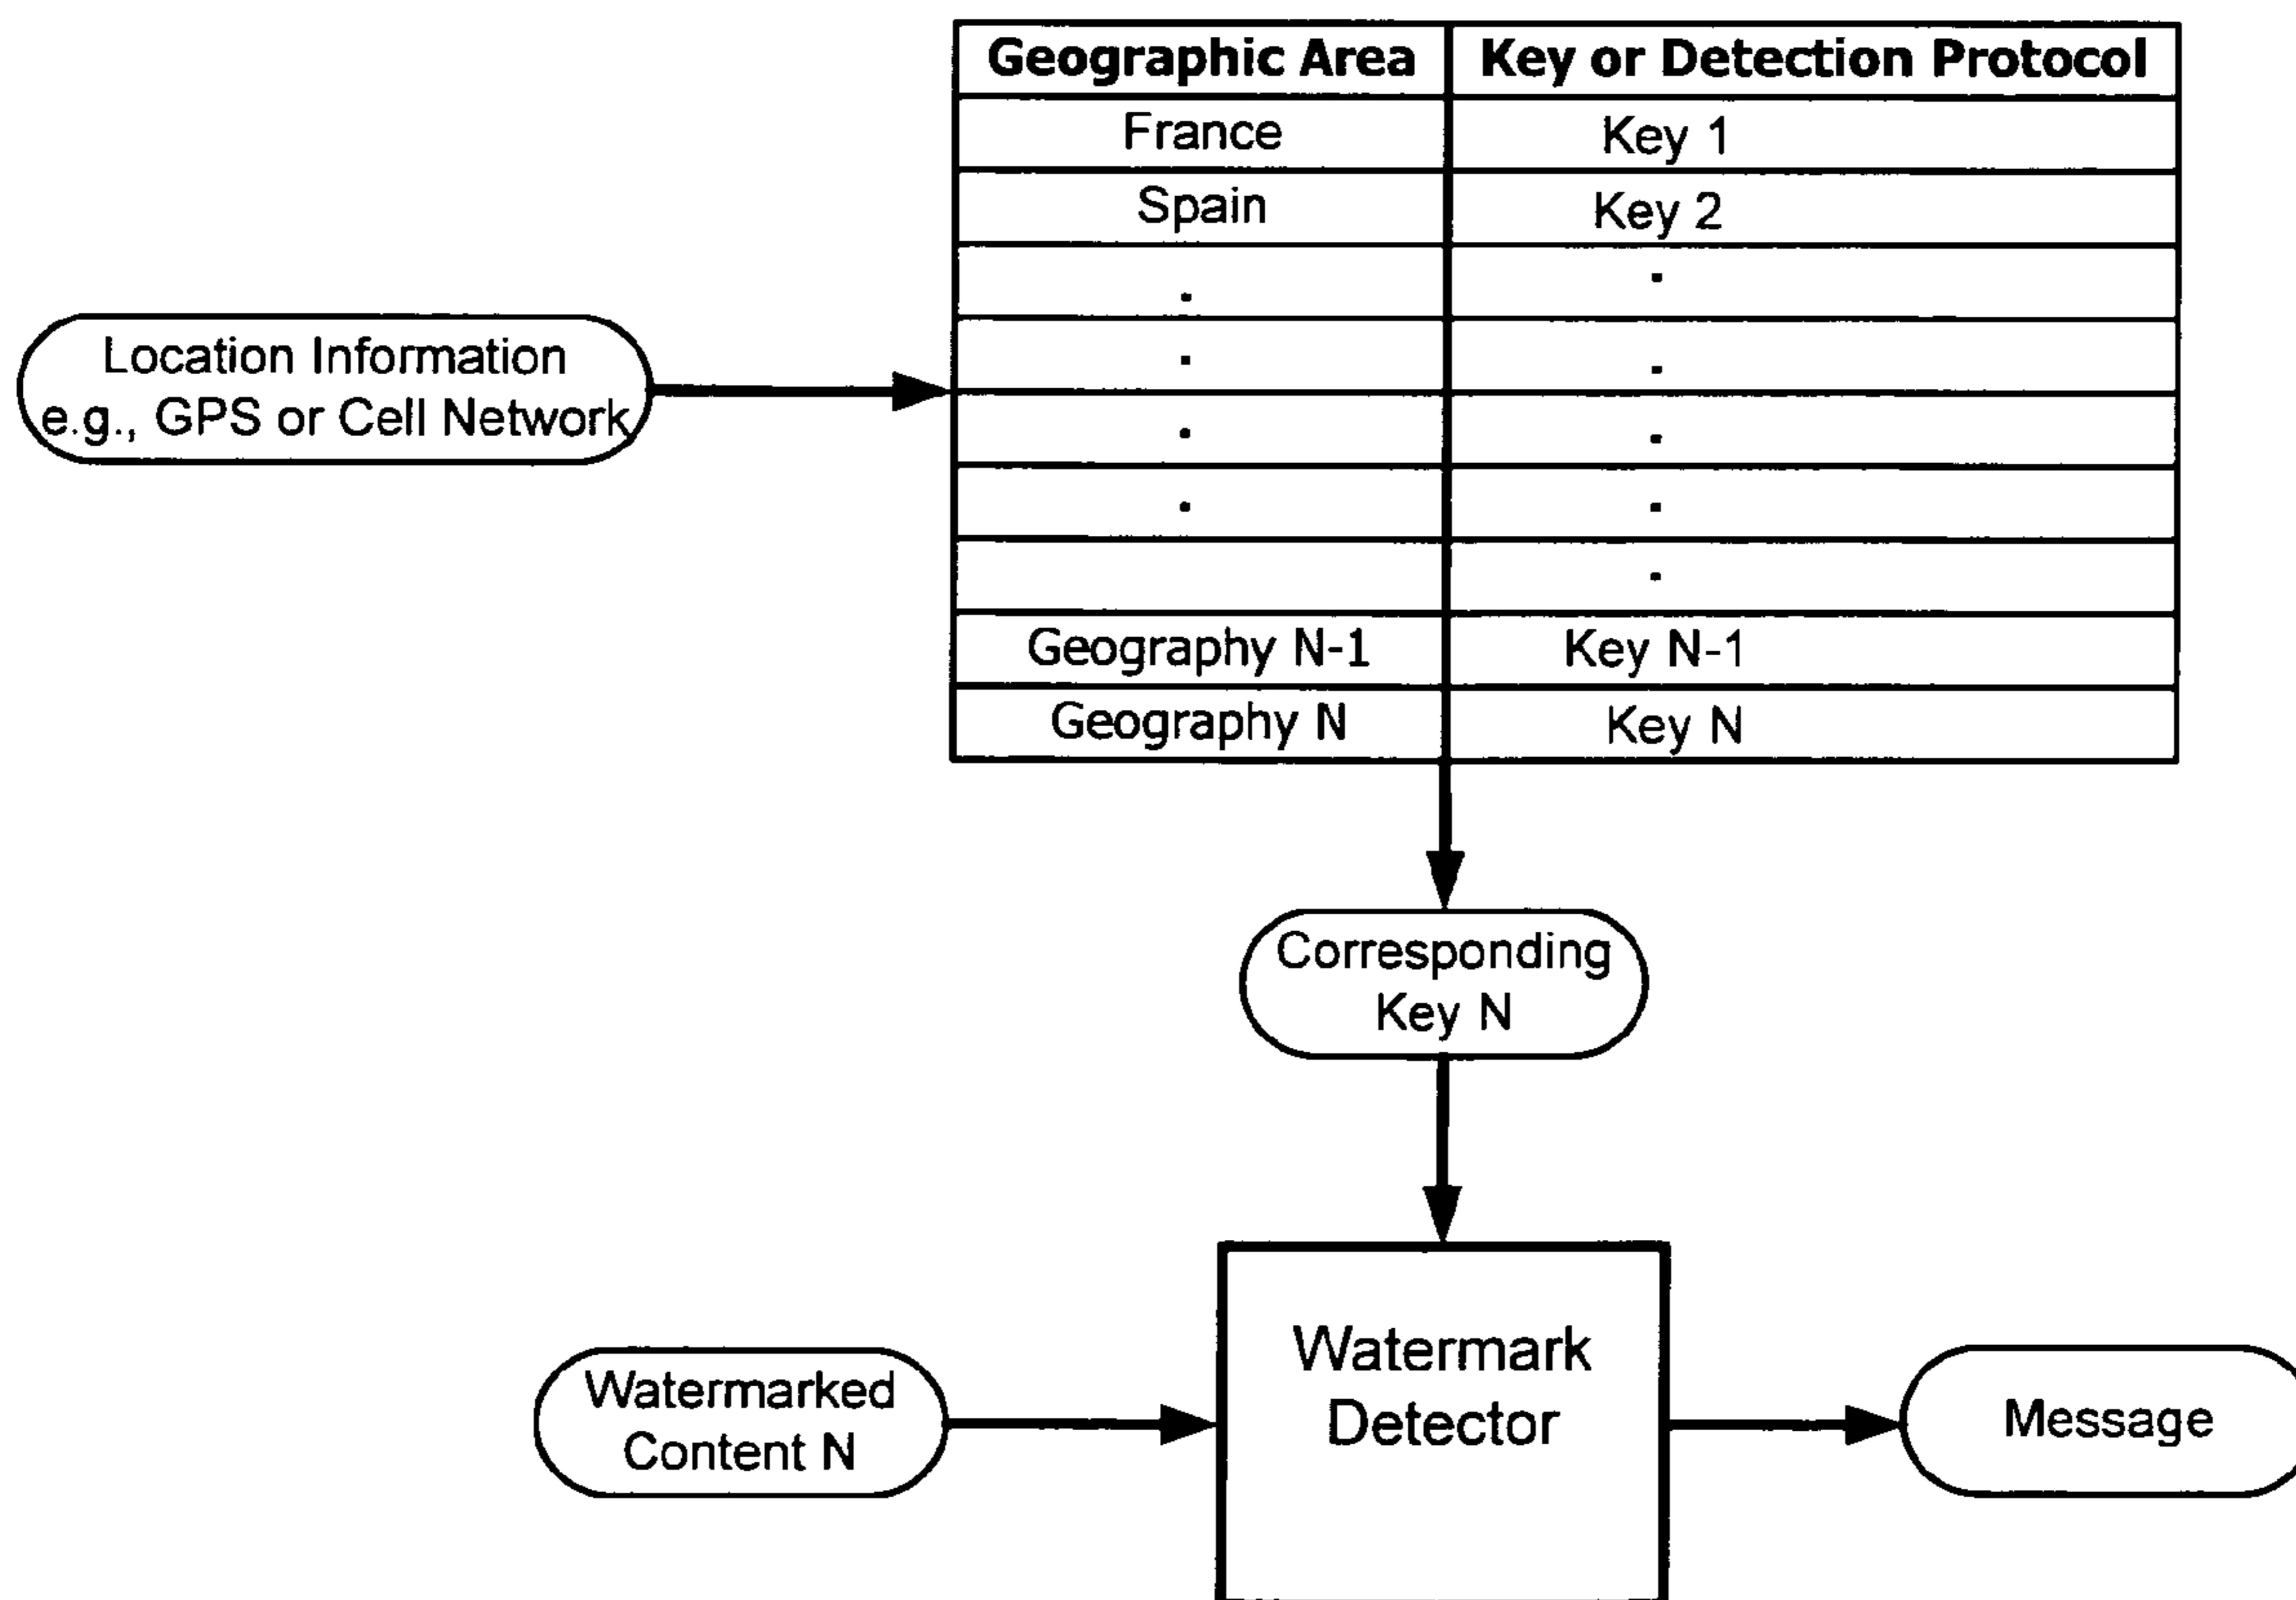 Geographic Area Key or Detection Protocol
France Key 1
Spain Key 2
. .
. .
. .
. .
.
Geography N-1 Key N-1
Geography N Key N
Location Information
e.g., GPS or Cell Network
Corresponding
Key N
Watermarked
Content N
Watermark
Detector
Message